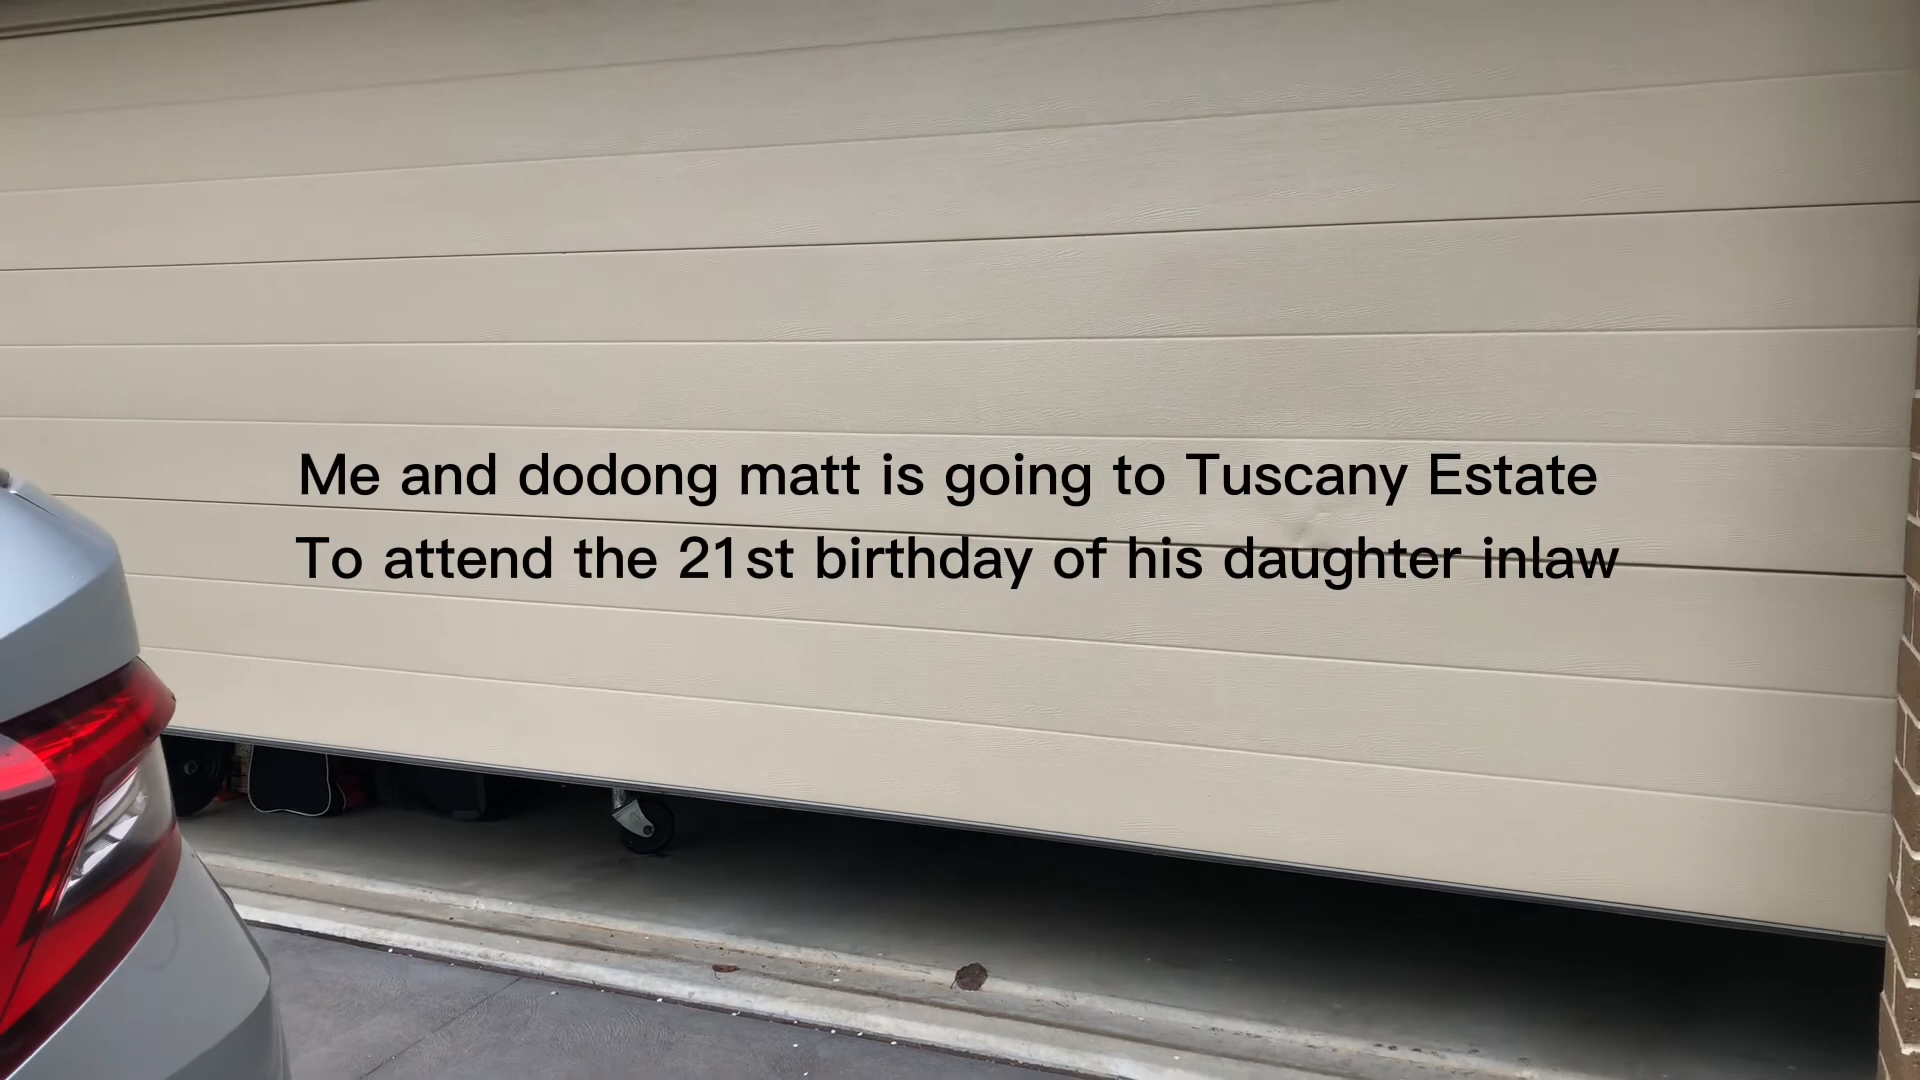 Me and dodong matt is going to Tuscany Estate
To attend the 21st birthday of his daughter inlaw